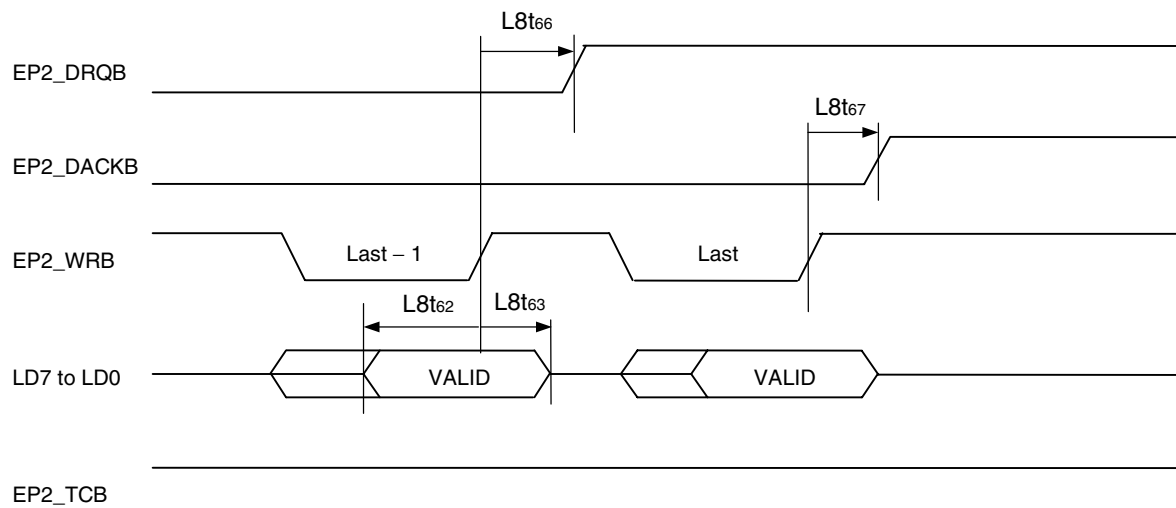 L8t66
EP2_DRQB
L8t67
EP2_DACKB
EP2_WRB
Last – 1
Last
L8t62
L8t63
LD7 to LD0
VALID
VALID
EP2_TCB